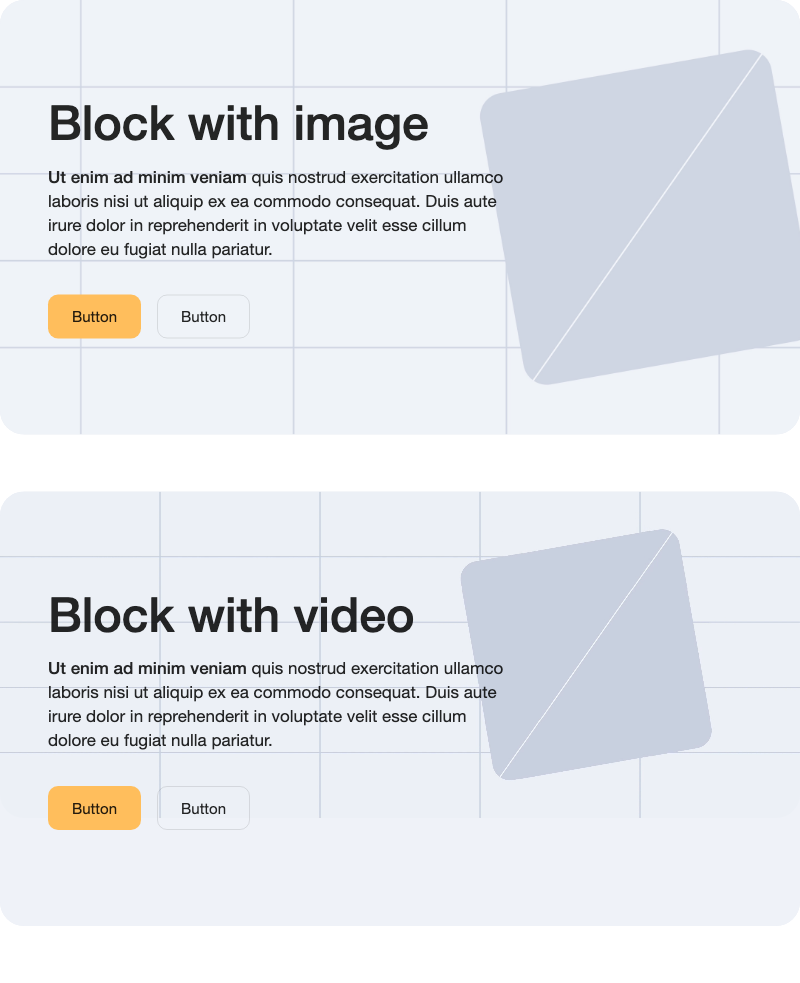 Block with image
Ut enim ad minim veniam quis nostrud exercitation ullamco
laboris nisi ut aliquip ex ea commodo consequat. Duis aute
irure dolor in reprehenderit in voluptate velit esse cillum
dolore eu fugiat nulla pariatur.
Button Button
Block with video
Ut enim ad minim veniam quis nostrud exercitation ullamco
laboris nisi ut aliquip ex ea commodo consequat. Duis aute
irure dolor in reprehenderit in voluptate velit esse cillum
dolore eu fugiat nulla pariatur.
Button Button